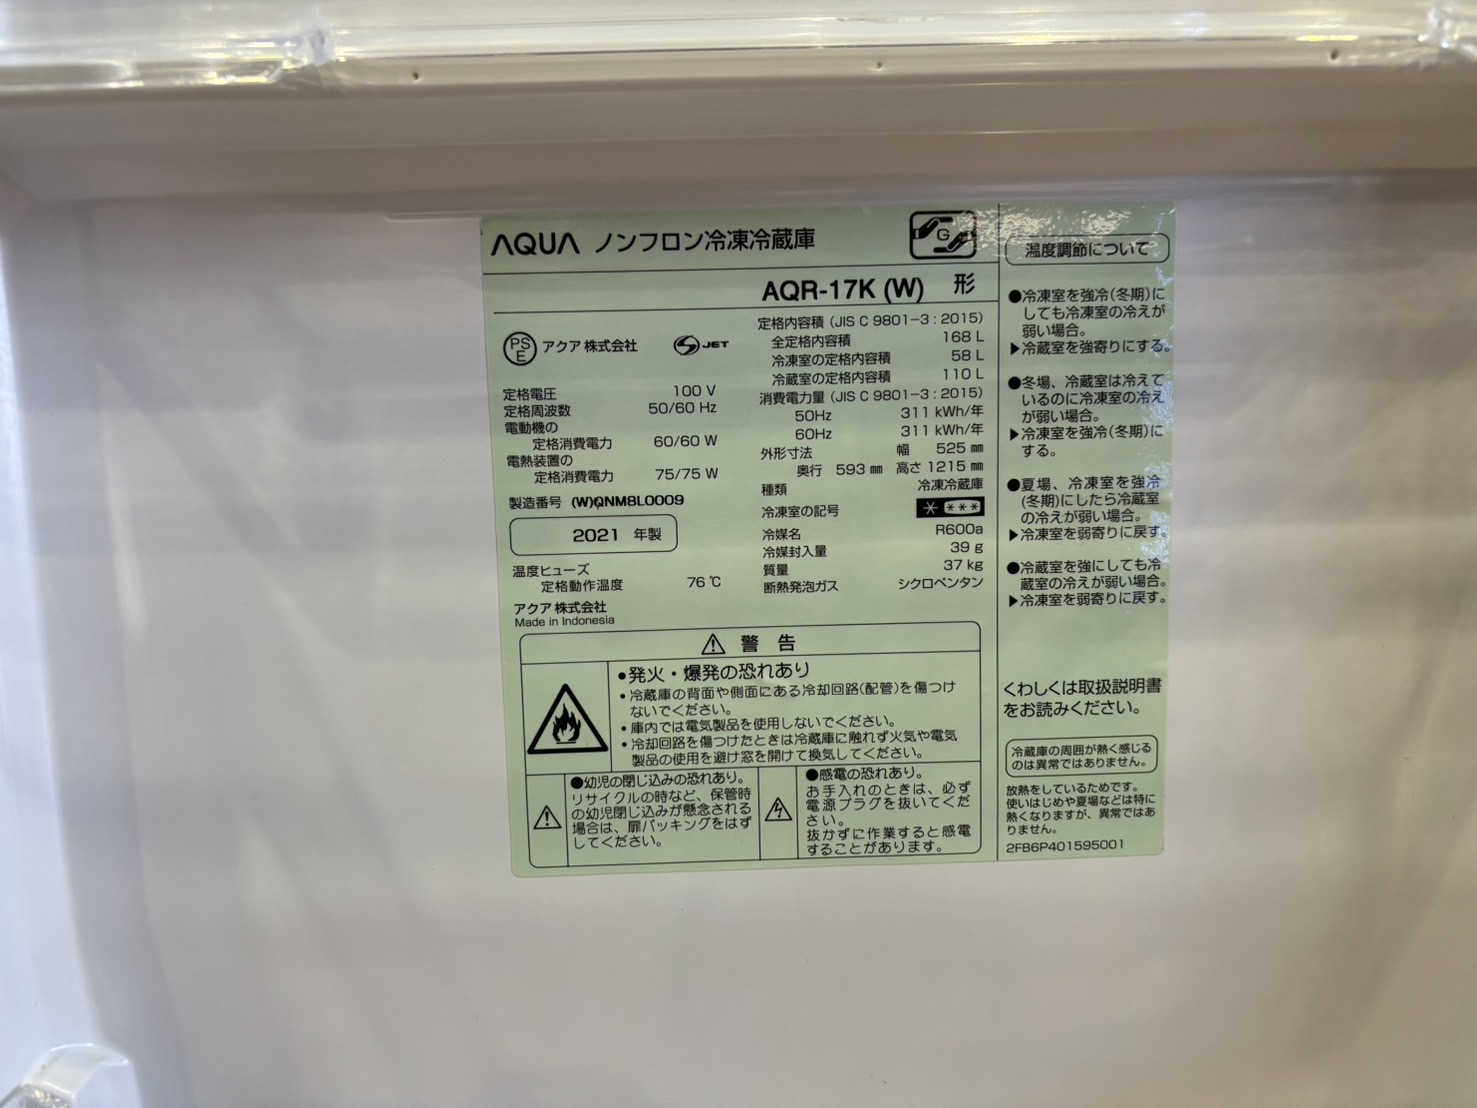 AQUA ノンフロン冷凍冷蔵庫
G
AQR-17K (W) 形
PS
E
アクア 株式会社
JET
定格電圧 100 V
定格周波数 50/60 Hz
電動機の
定格消費電力 60/60 W
電熱装置の
定格消費電力 75/75 W
製造番号 (W)QNM8L0009
2021 年製
温度ヒューズ
定格動作温度 76 ℃
アクア 株式会社
Made in Indonesia
定格内容積 (JIS C 9801-3 : 2015)
全定格内容積 168 L
冷凍室の定格内容積 58 L
冷蔵室の定格内容積 110 L
消費電力量 (JIS C 9801-3 : 2015)
50Hz 311 kWh/年
60Hz 311 kWh/年
外形寸法 幅 525 ㎜
奥行 593 ㎜ 高さ 1215 ㎜
種類 冷凍冷蔵庫
冷凍室の記号 * ***
冷媒名 R600a
冷媒封入量 39 g
質量 37 kg
断熱発泡ガス シクロペンタン
⚠ 警 告
•発火・爆発の恐れあり
•冷蔵庫の背面や側面にある冷却回路(配管)を傷つけ
ないでください。
•庫内では電気製品を使用しないでください。
•冷却回路を傷つけたときは冷蔵庫に触れず火気や電気
製品の使用を避け窓を開けて換気してください。
●幼児の閉じ込みの恐れあり。
リサイクルの時など、保管時
の幼児閉じ込みが懸念される
場合は、扉パッキングをはず
してください。
●感電の恐れあり。
お手入れのときは、必ず
電源プラグを抜いてくだ
さい。
抜かずに作業すると感電
することがあります。
温度調節について
●冷凍室を強冷(冬期)に
しても冷凍室の冷えが
弱い場合。
▶冷蔵室を強寄りにする。
●冬場、冷蔵室は冷えて
いるのに冷凍室の冷え
が弱い場合。
▶冷凍室を強冷(冬期)に
する。
●夏場、冷凍室を強冷
(冬期)にしたら冷蔵室
の冷えが弱い場合。
▶冷凍室を弱寄りに戻す。
●冷蔵室を強にしても冷
蔵室の冷えが弱い場合。
▶冷凍室を弱寄りに戻す。
くわしくは取扱説明書
をお読みください。
冷蔵庫の周囲が熱く感じる
のは異常ではありません。
放熱をしているためです。
使いはじめや夏場などは特に
熱くなりますが、異常ではあ
りません。
2FB6P401595001